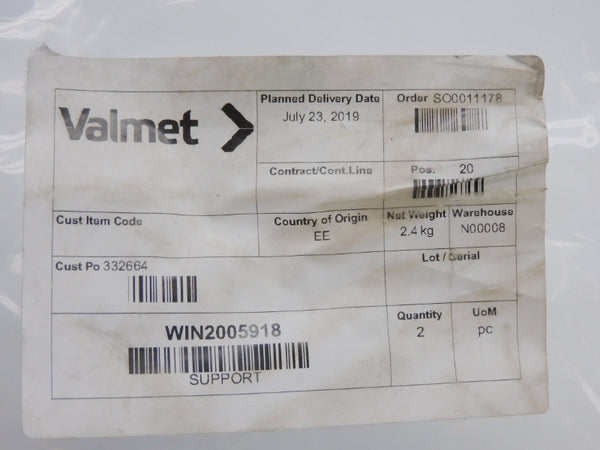 Valmet
Planned Delivery Date
July 23, 2019
Order SO0011178
Contract/Cont.Line
Pos. 20
Cust Item Code
Country of Origin
EE
Net Weight
2.4 kg
Warehouse
N00008
Cust Po 332664
Lot / Serial
WIN2005918
SUPPORT
Quantity
2
UoM
pc